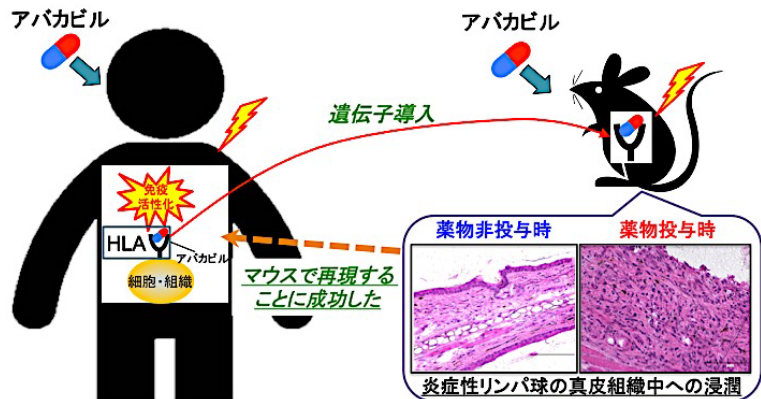 アバカビル
アバカビル
遺伝子導入
免疫
活性化
HLA
アバカビル
細胞・組織
マウスで再現する
ことに成功した
薬物非投与時
薬物投与時
炎症性リンパ球の真皮組織中への浸潤